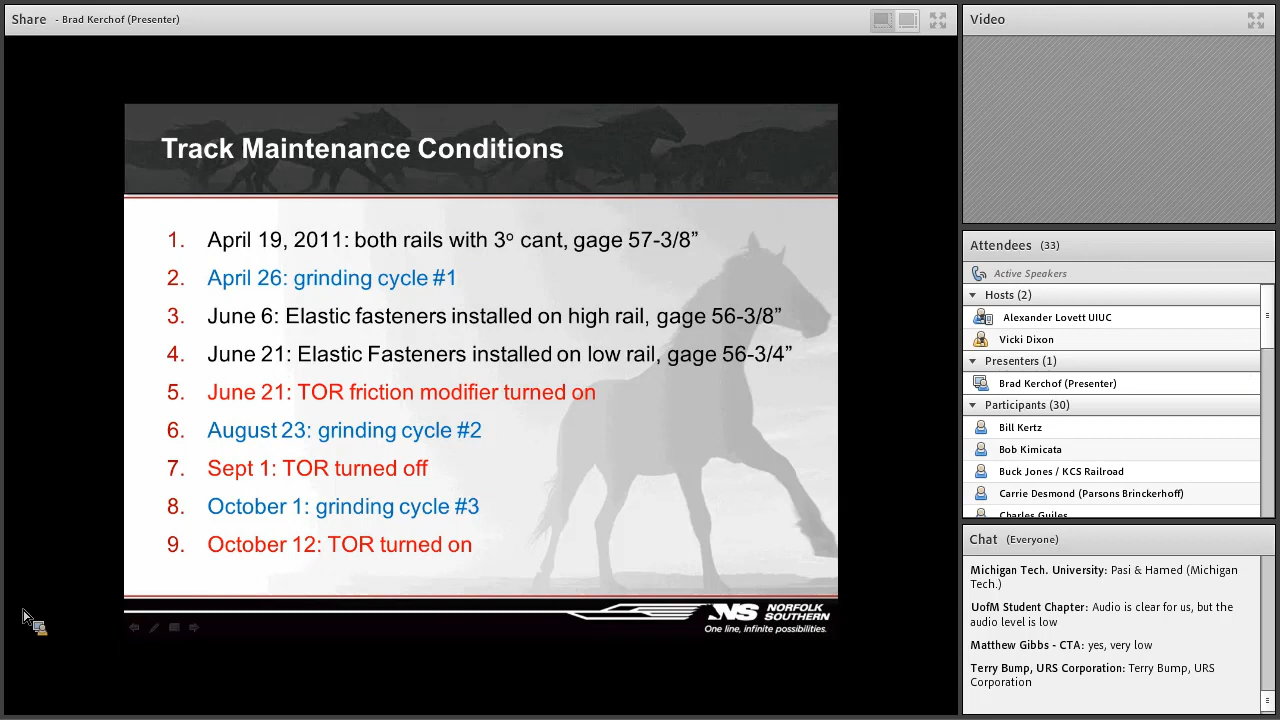 Share - Brad Kerchof (Presenter)
Track Maintenance Conditions
1. April 19, 2011: both rails with 3º cant, gage 57-3/8”
2. April 26: grinding cycle #1
3. June 6: Elastic fasteners installed on high rail, gage 56-3/8”
4. June 21: Elastic Fasteners installed on low rail, gage 56-3/4”
5. June 21: TOR friction modifier turned on
6. August 23: grinding cycle #2
7. Sept 1: TOR turned off
8. October 1: grinding cycle #3
9. October 12: TOR turned on
NS NORFOLK
SOUTHERN
One line, infinite possibilities.
Video
Attendees (33)
Active Speakers
Hosts (2)
Alexander Lovett UIUC
Vicki Dixon
Presenters (1)
Brad Kerchof (Presenter)
Participants (30)
Bill Kertz
Bob Kimicata
Buck Jones / KCS Railroad
Carrie Desmond (Parsons Brinckerhoff)
Charles Guiles
Chat (Everyone)
Michigan Tech. University: Pasi & Hamed (Michigan
Tech.)
UofM Student Chapter: Audio is clear for us, but the
audio level is low
Matthew Gibbs - CTA: yes, very low
Terry Bump, URS Corporation: Terry Bump, URS
Corporation